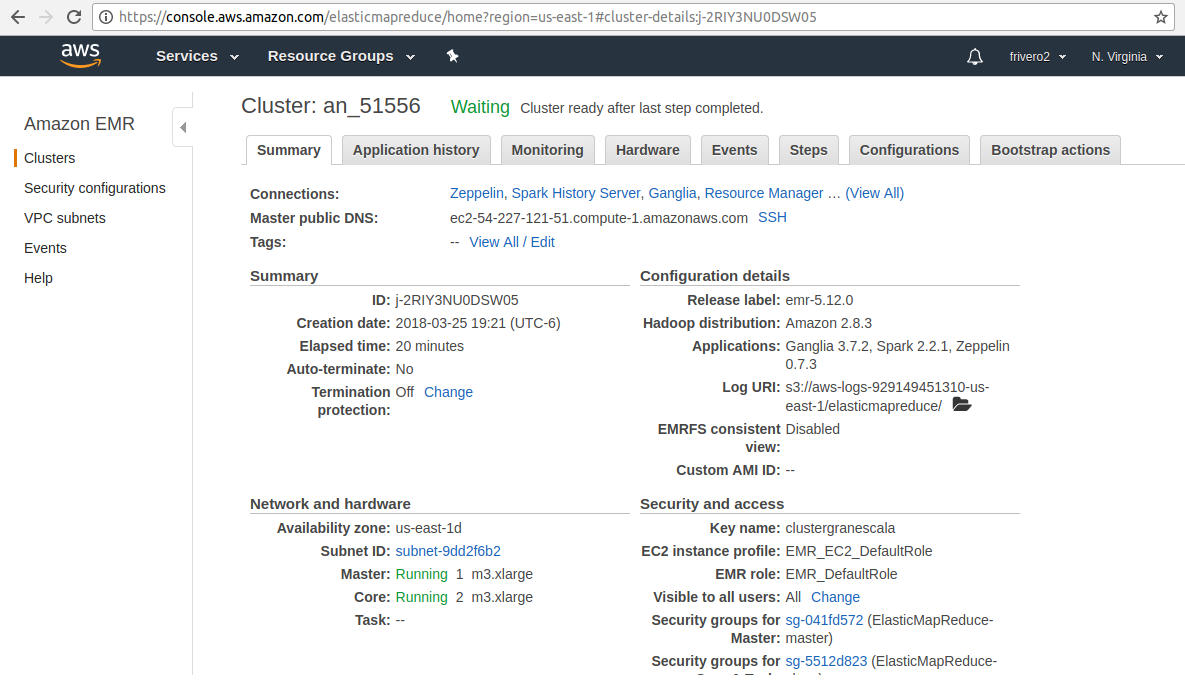 https://console.aws.amazon.com/elasticmapreduce/home?region=us-east-1#cluster-details:j-2RIY3NU0DSW05
aws Services Resource Groups frivero2 N. Virginia
Amazon EMR
Clusters
Security configurations
VPC subnets
Events
Help
Cluster: an_51556 Waiting Cluster ready after last step completed.
Summary Application history Monitoring Hardware Events Steps Configurations Bootstrap actions
Connections: Zeppelin, Spark History Server, Ganglia, Resource Manager … (View All)
Master public DNS: ec2-54-227-121-51.compute-1.amazonaws.com SSH
Tags: -- View All / Edit
Summary
ID: j-2RIY3NU0DSW05
Creation date: 2018-03-25 19:21 (UTC-6)
Elapsed time: 20 minutes
Auto-terminate: No
Termination Off Change
protection:
Configuration details
Release label: emr-5.12.0
Hadoop distribution: Amazon 2.8.3
Applications: Ganglia 3.7.2, Spark 2.2.1, Zeppelin
0.7.3
Log URI: s3://aws-logs-929149451310-us-
east-1/elasticmapreduce/
EMRFS consistent Disabled
view:
Custom AMI ID: --
Network and hardware
Availability zone: us-east-1d
Subnet ID: subnet-9dd2f6b2
Master: Running 1 m3.xlarge
Core: Running 2 m3.xlarge
Task: --
Security and access
Key name: clustergranescala
EC2 instance profile: EMR_EC2_DefaultRole
EMR role: EMR_DefaultRole
Visible to all users: All Change
Security groups for sg-041fd572 (ElasticMapReduce-
Master: master)
Security groups for sg-5512d823 (ElasticMapReduce-